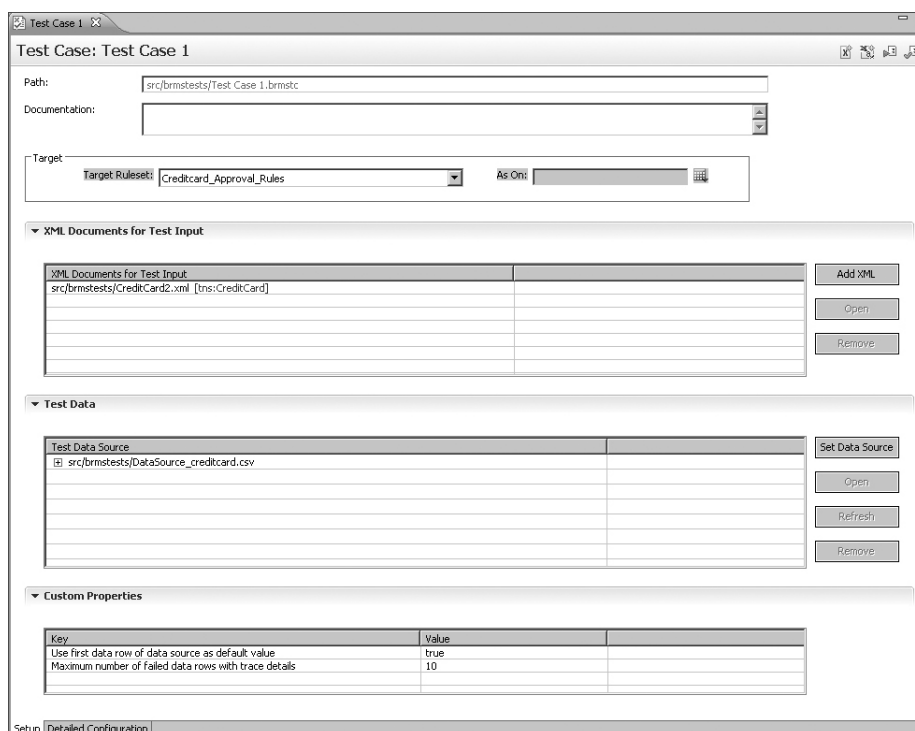 Test Case 1
Test Case: Test Case 1
Path: src/brmstests/Test Case 1.brmstc
Documentation:
Target
Target Ruleset: Creditcard_Approval_Rules As On:
XML Documents for Test Input
XML Documents for Test Input
src/brmstests/CreditCard2.xml [tns:CreditCard]
Add XML
Open
Remove
Test Data
Test Data Source
src/brmstests/DataSource_creditcard.csv
Set Data Source
Open
Refresh
Remove
Custom Properties
Key Value
Use first data row of data source as default value true
Maximum number of failed data rows with trace details 10
Setup Detailed Configuration